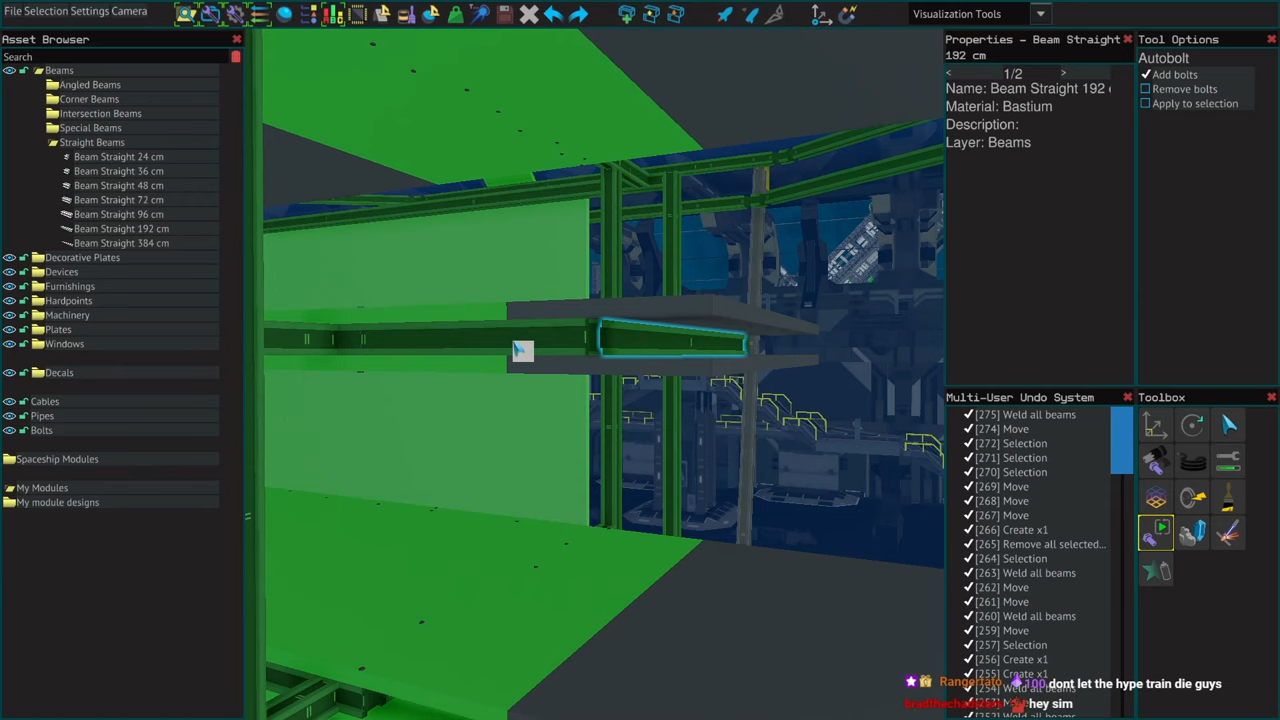 File Selection Settings Camera
Visualization Tools
Asset Browser
Search
Beams
Angled Beams
Corner Beams
Intersection Beams
Special Beams
Straight Beams
Beam Straight 24 cm
Beam Straight 36 cm
Beam Straight 48 cm
Beam Straight 72 cm
Beam Straight 96 cm
Beam Straight 192 cm
Beam Straight 384 cm
Decorative Plates
Devices
Furnishings
Hardpoints
Machinery
Plates
Windows
Decals
Cables
Pipes
Bolts
Spaceship Modules
My Modules
My module designs
Properties - Beam Straight
192 cm
< 1/2 >
Name: Beam Straight 192
Material: Bastium
Description:
Layer: Beams
Tool Options
Autobolt
Add bolts
Remove bolts
Apply to selection
Multi-User Undo System
[275] Weld all beams
[274] Move
[272] Selection
[271] Selection
[270] Selection
[269] Move
[268] Move
[267] Move
[266] Create x1
[265] Remove all selected...
[264] Selection
[263] Weld all beams
[262] Move
[261] Move
[260] Weld all beams
[259] Move
[257] Selection
[256] Create x1
[255] Create x1
Toolbox
100 dont let the hype train die guys
hey sim